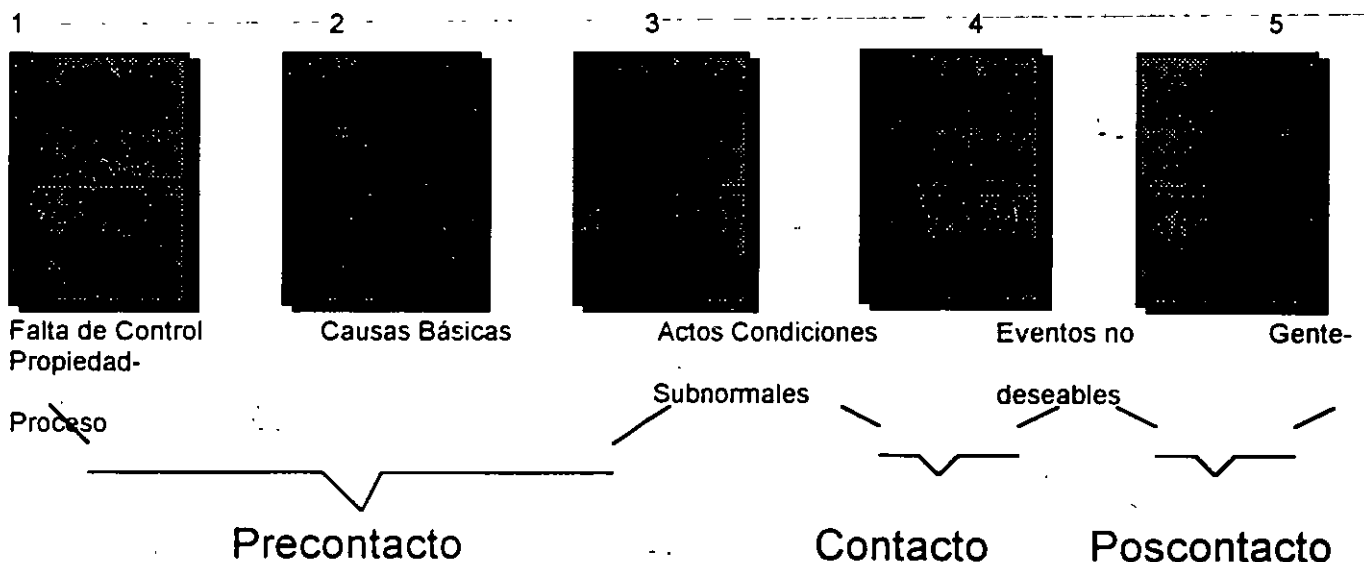 1 2 3 4 5
Falta de Control Causas Básicas Actos Condiciones Eventos no Gente-
Propiedad-
Subnormales deseables
Proceso
Precontacto Contacto Poscontacto